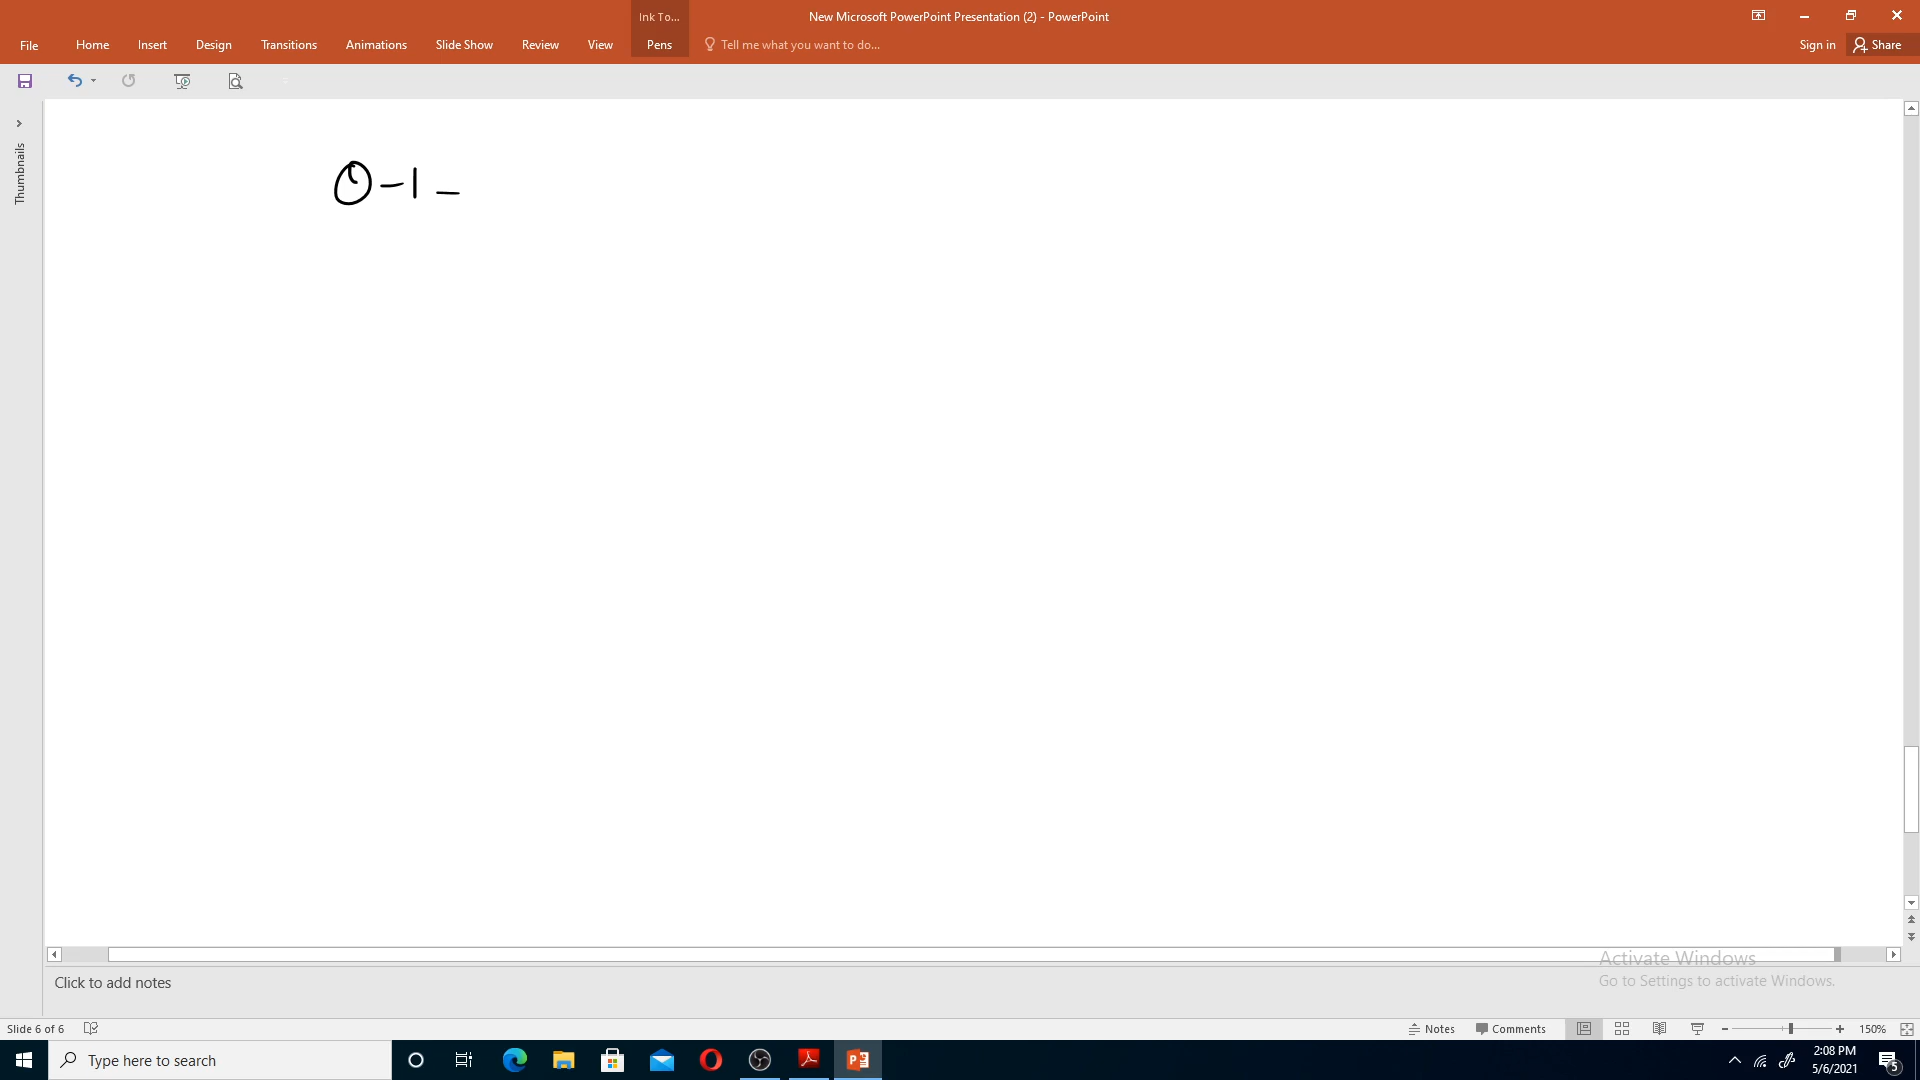 Ink To...
New Microsoft PowerPoint Presentation (2) - PowerPoint
File Home Insert Design Transitions Animations Slide Show Review View Pens Tell me what you want to do... Sign in Share
Thumbnails
0-1 -
Activate Windows
Go to Settings to activate Windows.
Click to add notes
Slide 6 of 6 Notes Comments 150%
Type here to search
2:08 PM
5/6/2021
5